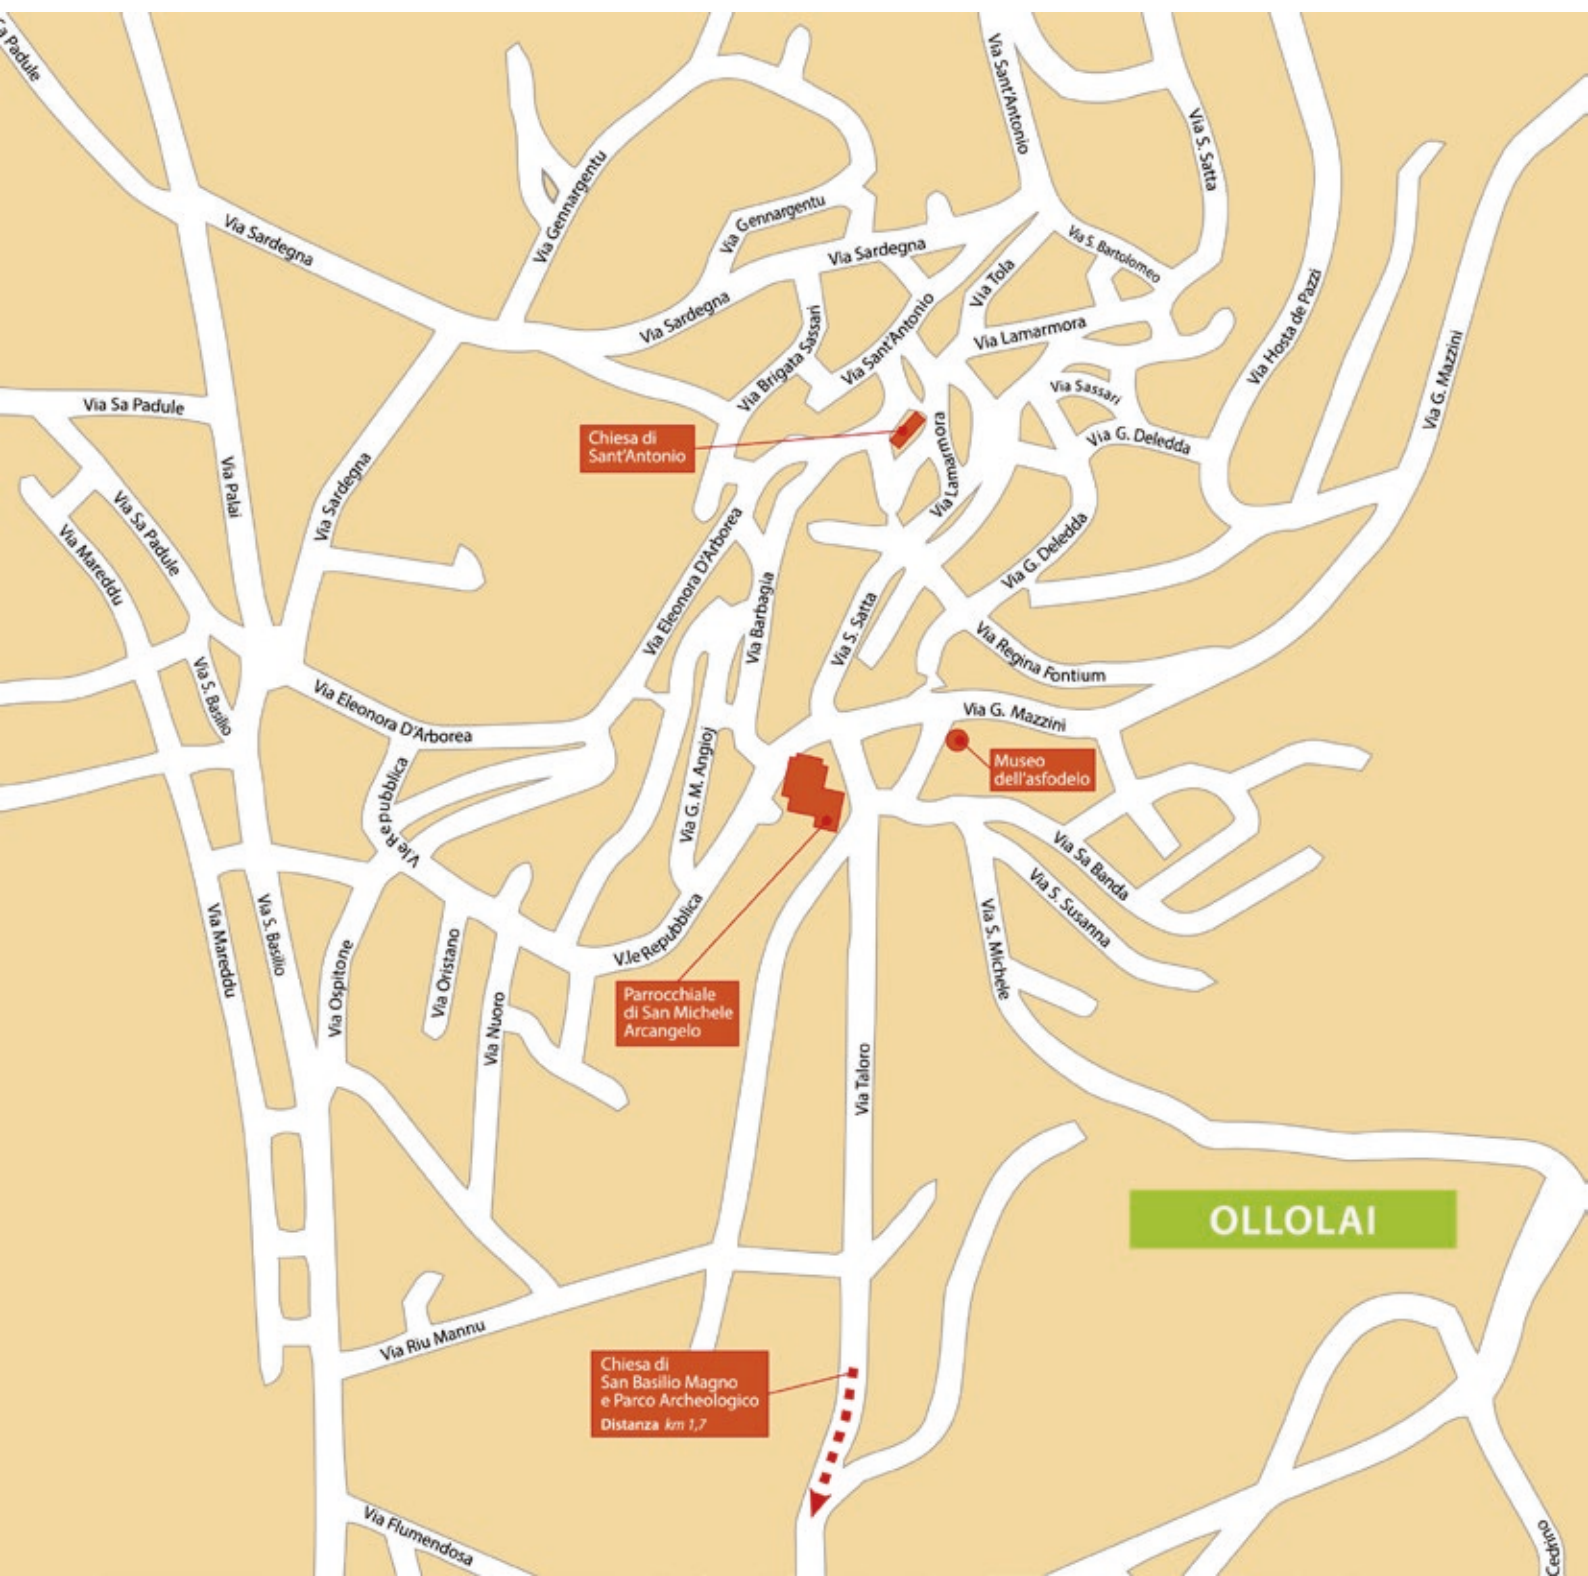 Sa Padule
Via Sant'Antonio
Via S. Satta
Via Gennargentu
Via Gennargentu
Via Sardegna
Via Sardegna
Via S. Bartolomeo
Via Tola
Via Sardegna
Via Lamarmora
Via Hosta de Pazzi
Via G. Mazzini
Via Brigata Sassari
Via Sant'Antonio
Via Sassari
Via Sa Padule
Chiesa di
Sant'Antonio
Via Lamarmora
Via G. Deledda
Via Palai
Via Sardegna
Via Sa Padule
Via Mareddu
Via Eleonora D'Arborea
Via Barbagia
Via S. Satta
Via G. Deledda
Via Regina Fontium
Via S. Basilio
Via Eleonora D'Arborea
Via G. Mazzini
V.le Repubblica
Via G. M. Angioj
Museo
dell'asfodelo
Via Sa Banda
Via S. Susanna
Via S. Michele
Via Mareddu
Via S. Basilio
Via Ospitone
Via Oristano
Via Nuoro
V.le Repubblica
Parrocchiale
di San Michele
Arcangelo
Via Taloro
OLLOLAI
Via Riu Mannu
Chiesa di
San Basilio Magno
e Parco Archeologico
Distanza km 1,7
Via Flumendosa
Cedrino